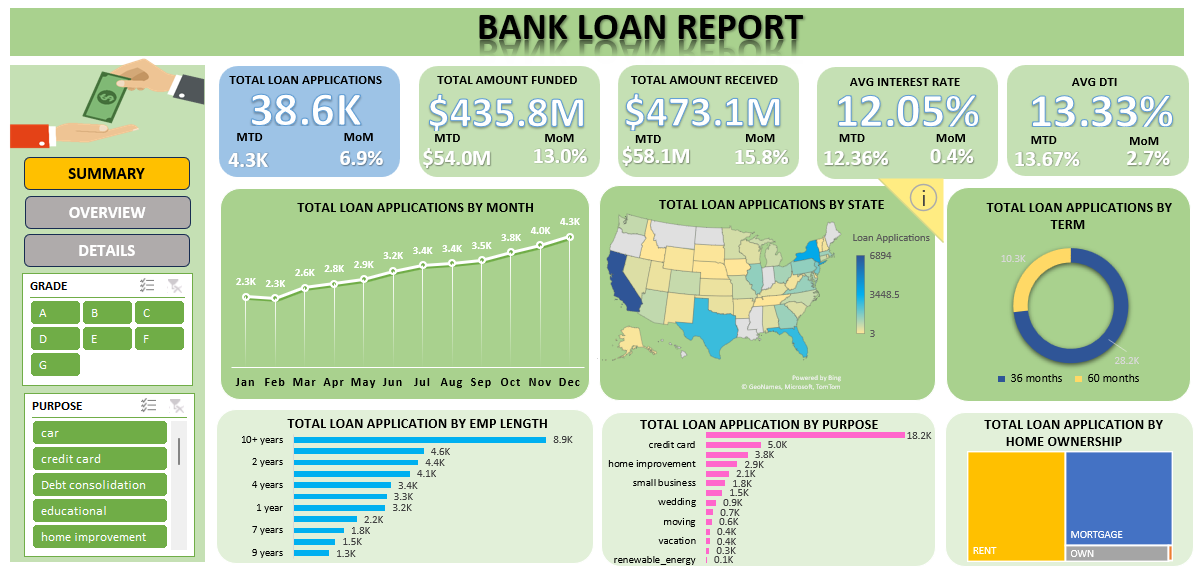 BANK LOAN REPORT
SUMMARY
OVERVIEW
DETAILS
GRADE
A B C
D E F
G
PURPOSE
car
credit card
Debt consolidation
educational
home improvement
TOTAL LOAN APPLICATIONS
38.6K
MTD MoM
4.3K 6.9%
TOTAL AMOUNT FUNDED
$435.8M
MTD MoM
$54.0M 13.0%
TOTAL AMOUNT RECEIVED
$473.1M
MTD MoM
$58.1M 15.8%
AVG INTEREST RATE
12.05%
MTD MoM
12.36% 0.4%
AVG DTI
13.33%
MTD MoM
13.67% 2.7%
TOTAL LOAN APPLICATIONS BY MONTH
2.3K 2.3K 2.6K 2.8K 2.9K 3.2K 3.4K 3.4K 3.5K 3.8K 4.0K 4.3K
Jan Feb Mar Apr May Jun Jul Aug Sep Oct Nov Dec
TOTAL LOAN APPLICATIONS BY STATE
i
Loan Applications
6894
3448.5
3
Powered by Bing
© GeoNames, Microsoft, TomTom
TOTAL LOAN APPLICATIONS BY
TERM
10.3K
28.2K
36 months 60 months
TOTAL LOAN APPLICATION BY EMP LENGTH
10+ years 8.9K
4.6K
2 years 4.4K
4.1K
4 years 3.4K
3.3K
1 year 3.2K
2.2K
7 years 1.8K
1.5K
9 years 1.3K
TOTAL LOAN APPLICATION BY PURPOSE
18.2K
credit card 5.0K
3.8K
home improvement 2.9K
2.1K
small business 1.8K
1.5K
wedding 0.9K
0.7K
moving 0.6K
0.4K
vacation 0.4K
0.3K
renewable_energy 0.1K
TOTAL LOAN APPLICATION BY
HOME OWNERSHIP
RENT
MORTGAGE
OWN